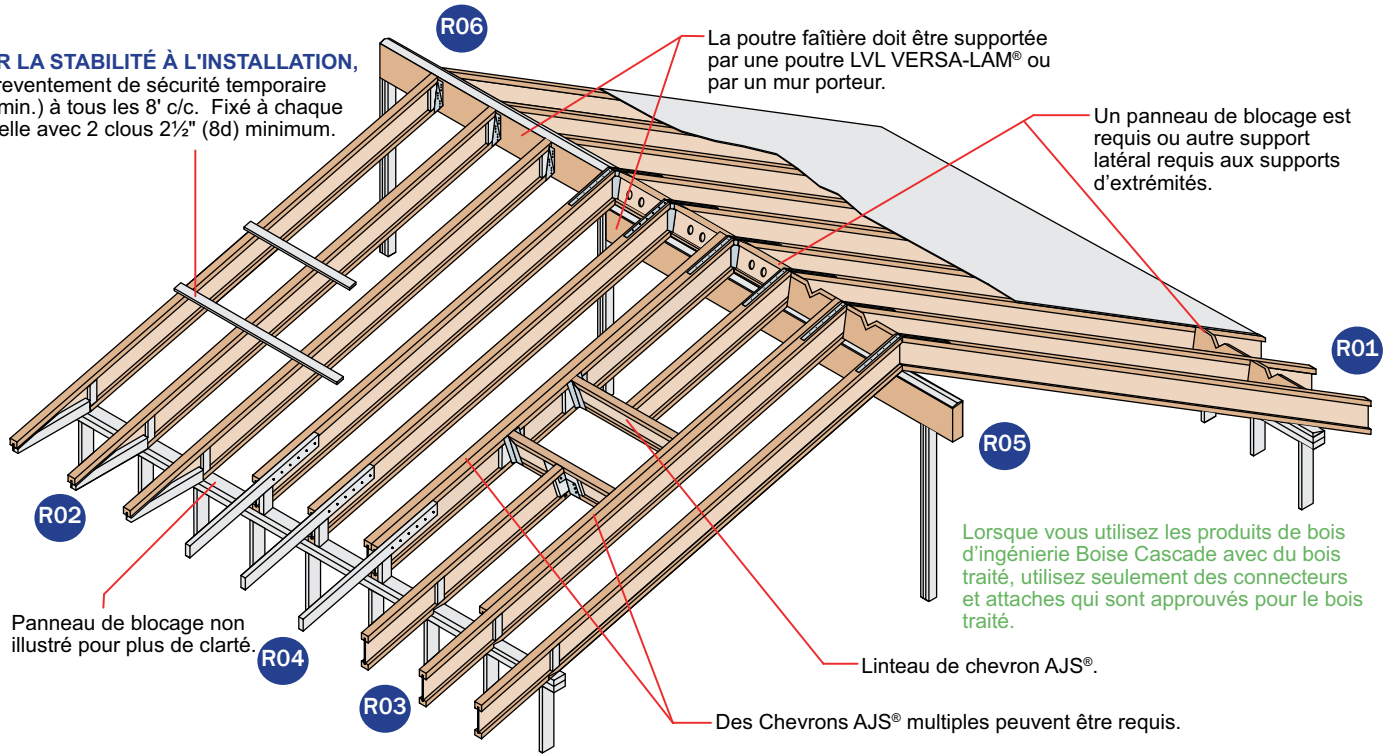 R06
R LA STABILITÉ À L'INSTALLATION,
reventement de sécurité temporaire
min.) à tous les 8' c/c. Fixé à chaque
elle avec 2 clous 2½" (8d) minimum.
La poutre faîtière doit être supportée
par une poutre LVL VERSA-LAM® ou
par un mur porteur.
Un panneau de blocage est
requis ou autre support
latéral requis aux supports
d'extrémités.
R01
R05
R02
Lorsque vous utilisez les produits de bois
d'ingénierie Boise Cascade avec du bois
traité, utilisez seulement des connecteurs
et attaches qui sont approuvés pour le bois
traité.
Panneau de blocage non
illustré pour plus de clarté.
R04
R03
Linteau de chevron AJS®.
Des Chevrons AJS® multiples peuvent être requis.